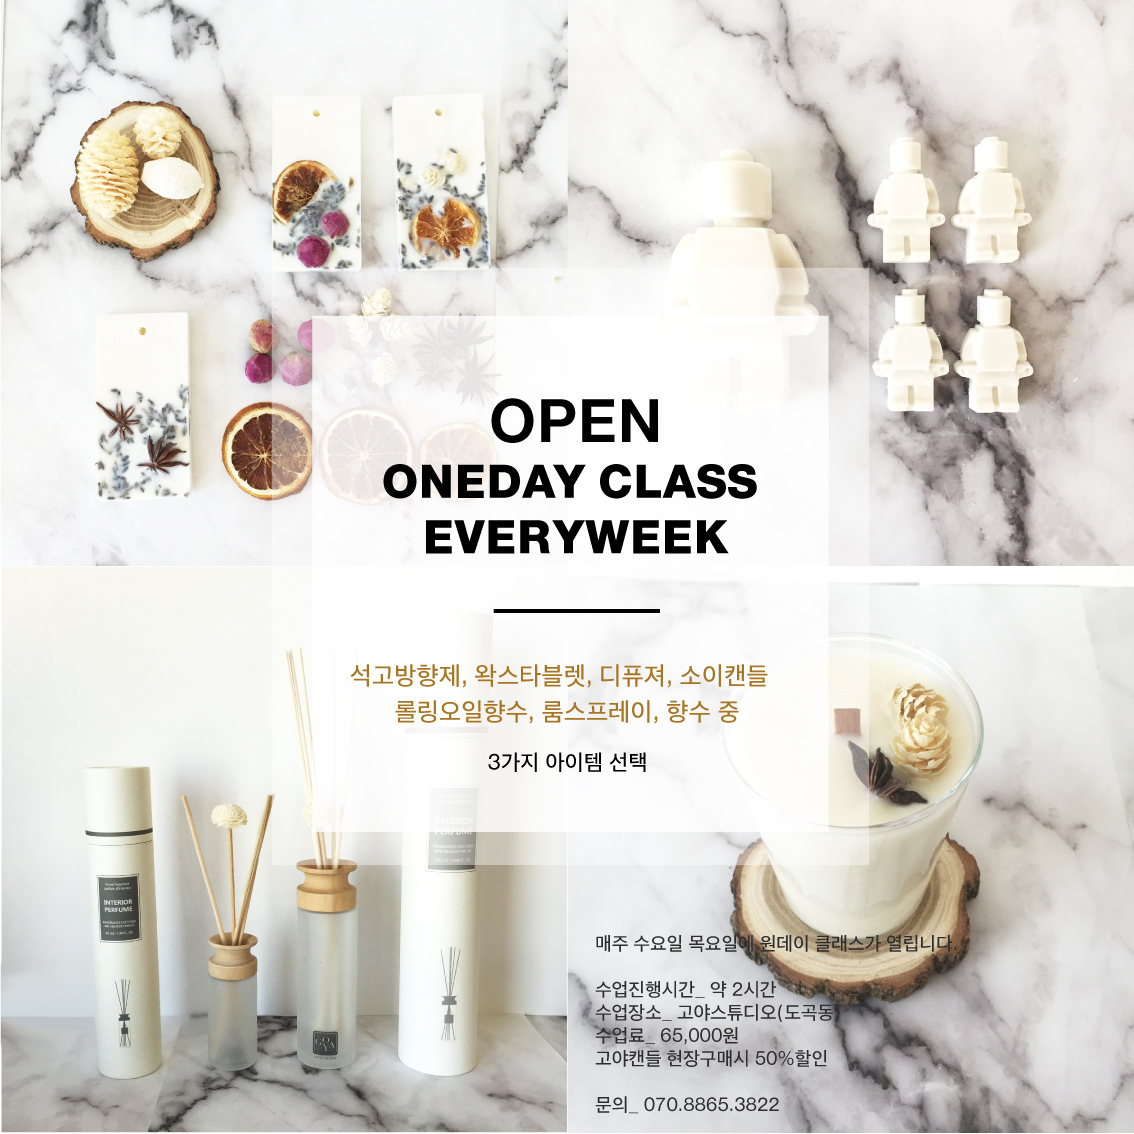 OPEN
ONEDAY CLASS
EVERYWEEK
석고방향제, 왁스타블렛, 디퓨져, 소이캔들
롤링오일향수, 룸스프레이, 향수 중
3가지 아이템 선택
INTERIOR
PERFUME
INTERIOR
PERFUME
GOYA
매주 수요일 목요일에 원데이 클래스가 열립니다.
수업진행시간_ 약 2시간
수업장소_ 고야스튜디오(도곡동)
수업료_ 65,000원
고야캔들 현장구매시 50%할인
문의_ 070.8865.3822